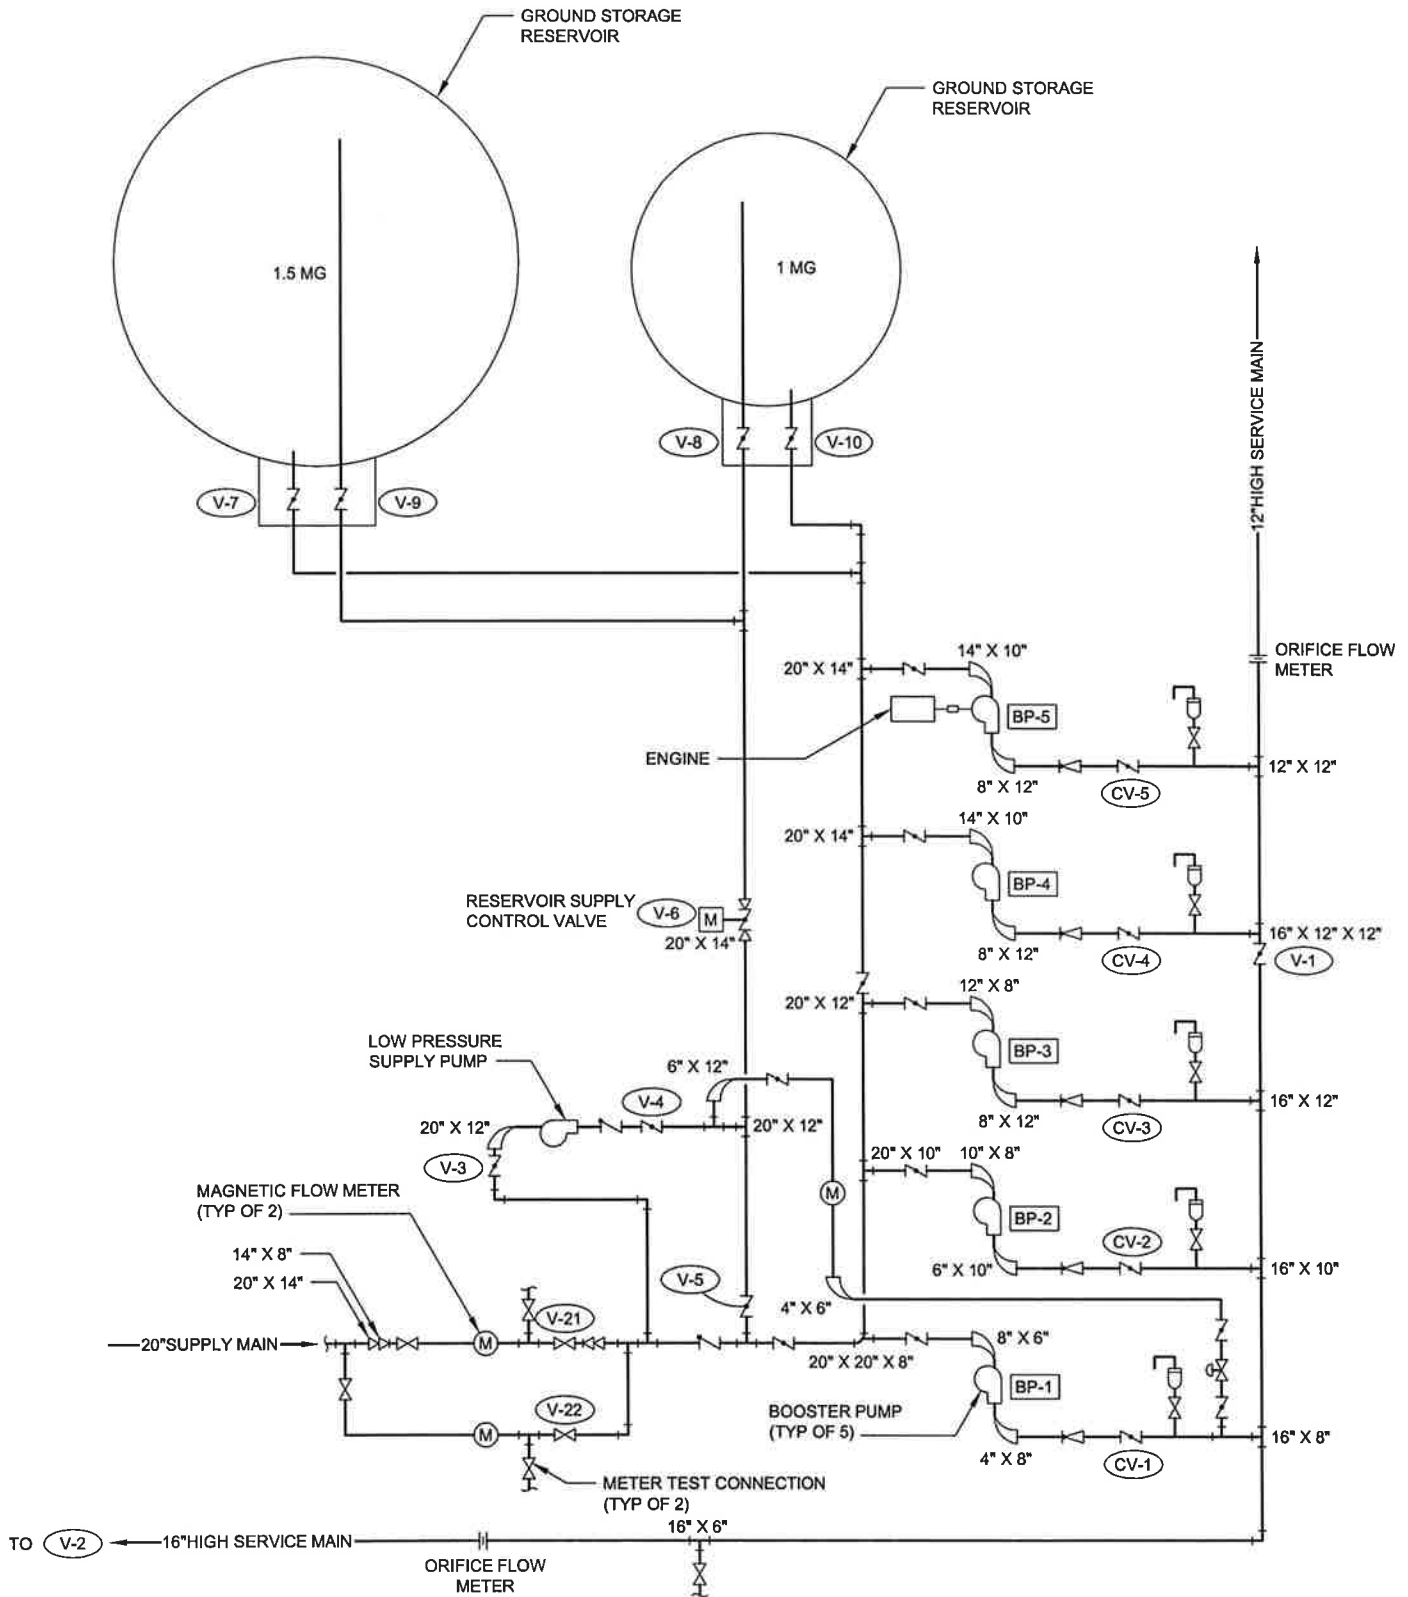 GROUND STORAGE
RESERVOIR
GROUND STORAGE
RESERVOIR
1.5 MG
1 MG
12"HIGH SERVICE MAIN
V-8
V-10
V-7
V-9
ORIFICE FLOW
METER
14" X 10"
20" X 14"
BP-5
ENGINE
12" X 12"
8" X 12"
CV-5
14" X 10"
20" X 14"
BP-4
RESERVOIR SUPPLY
CONTROL VALVE
V-6
M
20" X 14"
16" X 12" X 12"
8" X 12"
CV-4
V-1
12" X 8"
20" X 12"
LOW PRESSURE
SUPPLY PUMP
BP-3
6" X 12"
V-4
16" X 12"
8" X 12"
CV-3
20" X 12"
20" X 12"
V-3
20" X 10"
10" X 8"
MAGNETIC FLOW METER
(TYP OF 2)
M
BP-2
14" X 8"
CV-2
20" X 14"
6" X 10"
16" X 10"
V-5
4" X 6"
V-21
20"SUPPLY MAIN
M
8" X 6"
20" X 20" X 8"
BP-1
V-22
BOOSTER PUMP
(TYP OF 5)
M
16" X 8"
4" X 8"
CV-1
METER TEST CONNECTION
(TYP OF 2)
16" X 6"
TO V-2
16"HIGH SERVICE MAIN
ORIFICE FLOW
METER